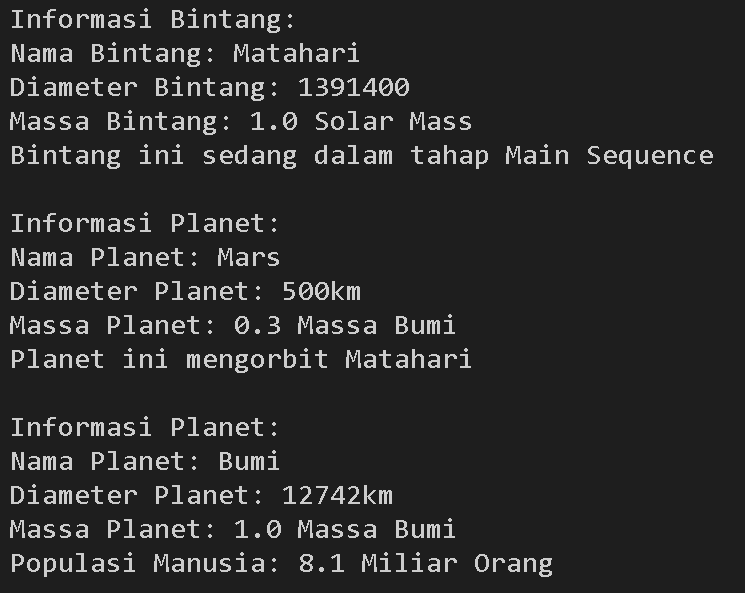 Informasi Bintang:
Nama Bintang: Matahari
Diameter Bintang: 1391400
Massa Bintang: 1.0 Solar Mass
Bintang ini sedang dalam tahap Main Sequence

Informasi Planet:
Nama Planet: Mars
Diameter Planet: 500km
Massa Planet: 0.3 Massa Bumi
Planet ini mengorbit Matahari

Informasi Planet:
Nama Planet: Bumi
Diameter Planet: 12742km
Massa Planet: 1.0 Massa Bumi
Populasi Manusia: 8.1 Miliar Orang